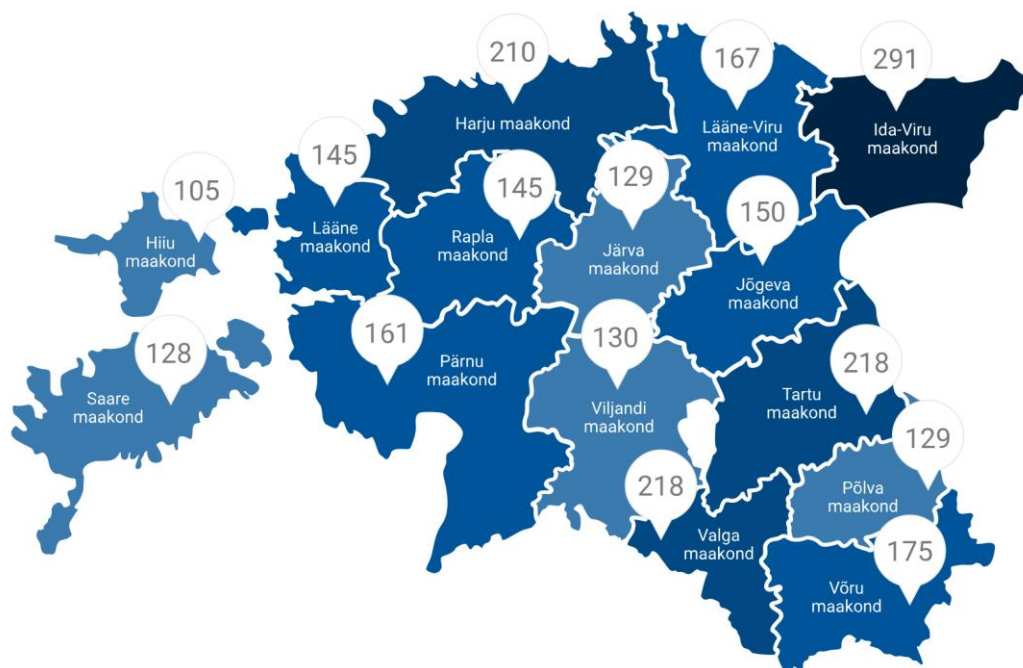 210
Harju maakond
167
Lääne-Viru
maakond
291
Ida-Viru
maakond
105
Hiiu
maakond
145
Lääne
maakond
145
Rapla
maakond
129
Järva
maakond
150
Jõgeva
maakond
128
Saare
maakond
161
Pärnu
maakond
130
Viljandi
maakond
218
Tartu
maakond
129
Põlva
maakond
218
Valga
maakond
175
Võru
maakond